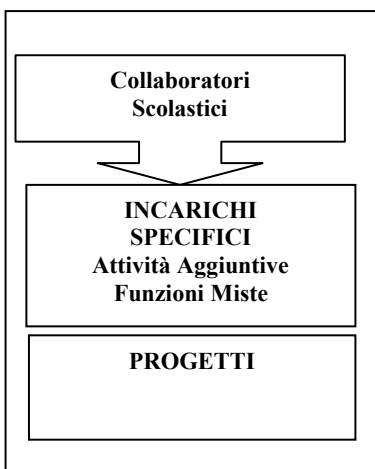 Collaboratori
Scolastici
INCARICHI
SPECIFICI
Attività Aggiuntive
Funzioni Miste
PROGETTI